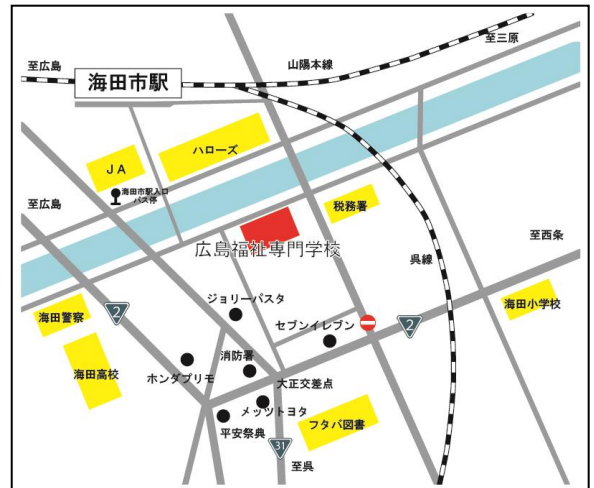 至三原
山陽本線
至広島
海田市駅
ハローズ
JA
海田市駅入口
バス停
税務署
至広島
広島福祉専門学校
至西条
呉線
ジョリーパスタ
海田小学校
海田警察
2
セブンイレブン
2
消防署
海田高校
ホンダプリモ
大正交差点
メッツトヨタ
フタバ図書
平安祭典
31
至呉